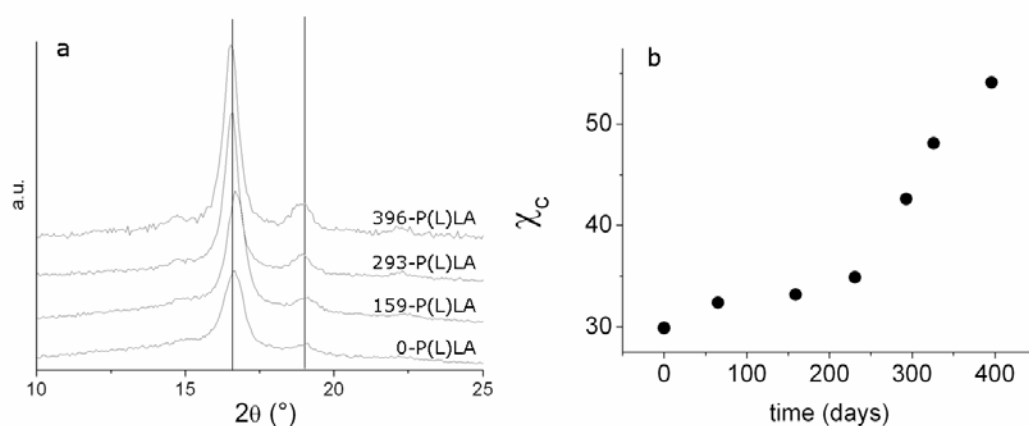 a
a.u.
396-P(L)LA
293-P(L)LA
159-P(L)LA
0-P(L)LA
10 15 20 25
2θ (°)
b
χC
50
40
30
0 100 200 300 400
time (days)